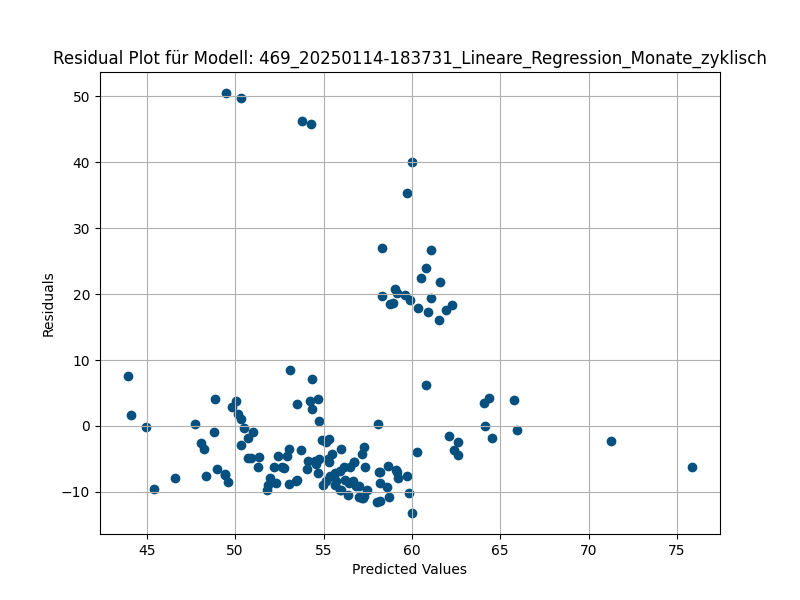 Residual Plot für Modell: 469_20250114-183731_Lineare_Regression_Monate_zyklisch
50
40
30
20
10
0
−10
Residuals
45 50 55 60 65 70 75
Predicted Values